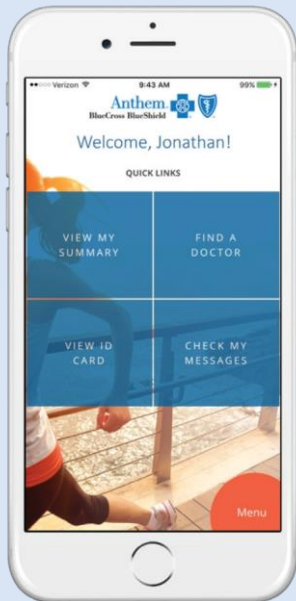 Verizon 9:43 AM 99%
Anthem.
BlueCross BlueShield
Welcome, Jonathan!
QUICK LINKS
VIEW MY
SUMMARY
FIND A
DOCTOR
VIEW ID
CARD
CHECK MY
MESSAGES
Menu